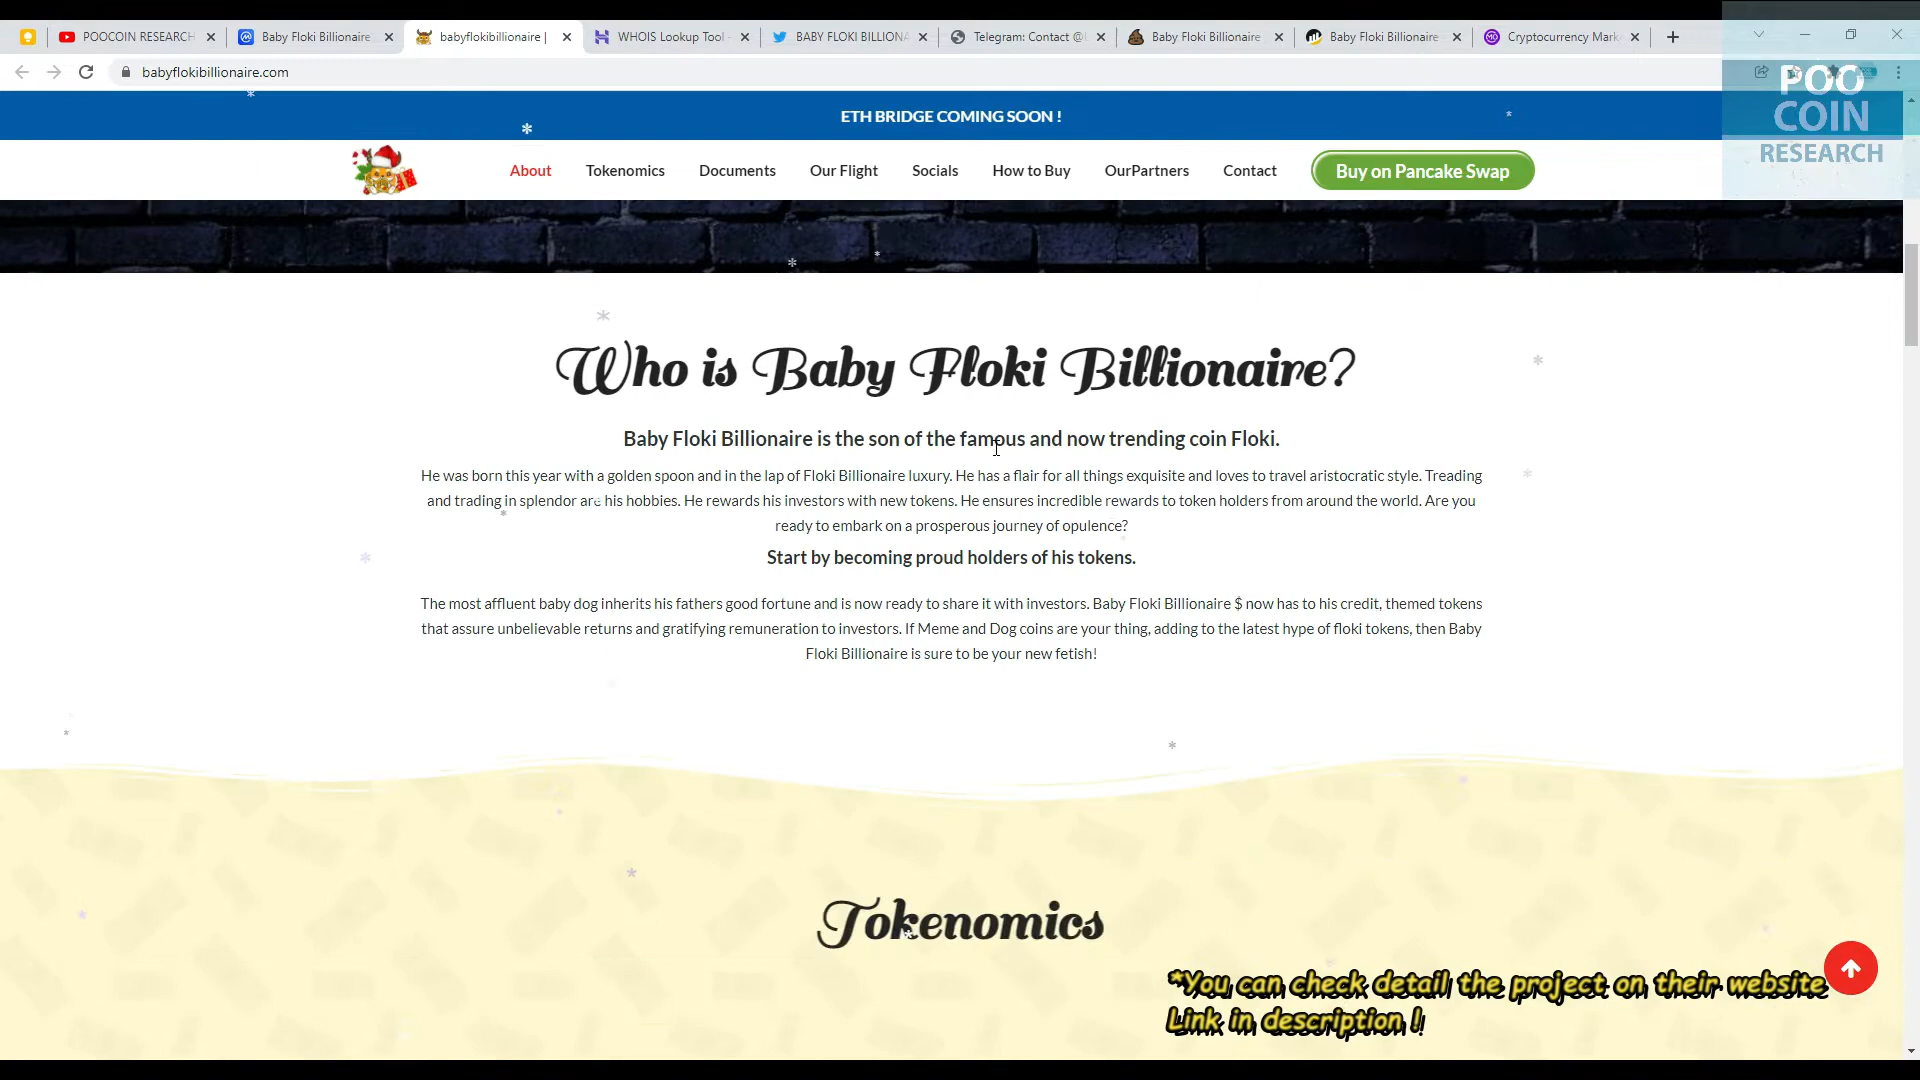 POOCOIN RESEARCH
Baby Floki Billionaire
babyflokibillionaire |
WHOIS Lookup Tool -
BABY FLOKI BILLIONA
Telegram: Contact @
Baby Floki Billionaire
Baby Floki Billionaire
Cryptocurrency Mark
babyflokibillionaire.com
POO
COIN
RESEARCH
ETH BRIDGE COMING SOON !
About
Tokenomics
Documents
Our Flight
Socials
How to Buy
OurPartners
Contact
Buy on Pancake Swap
Who is Baby Floki Billionaire?
Baby Floki Billionaire is the son of the famous and now trending coin Floki.
He was born this year with a golden spoon and in the lap of Floki Billionaire luxury. He has a flair for all things exquisite and loves to travel aristocratic style. Treading
and trading in splendor are his hobbies. He rewards his investors with new tokens. He ensures incredible rewards to token holders from around the world. Are you
ready to embark on a prosperous journey of opulence?
Start by becoming proud holders of his tokens.
The most affluent baby dog inherits his fathers good fortune and is now ready to share it with investors. Baby Floki Billionaire $ now has to his credit, themed tokens
that assure unbelievable returns and gratifying remuneration to investors. If Meme and Dog coins are your thing, adding to the latest hype of floki tokens, then Baby
Floki Billionaire is sure to be your new fetish!
Tokenomics
*You can check detail the project on their website
Link in description !